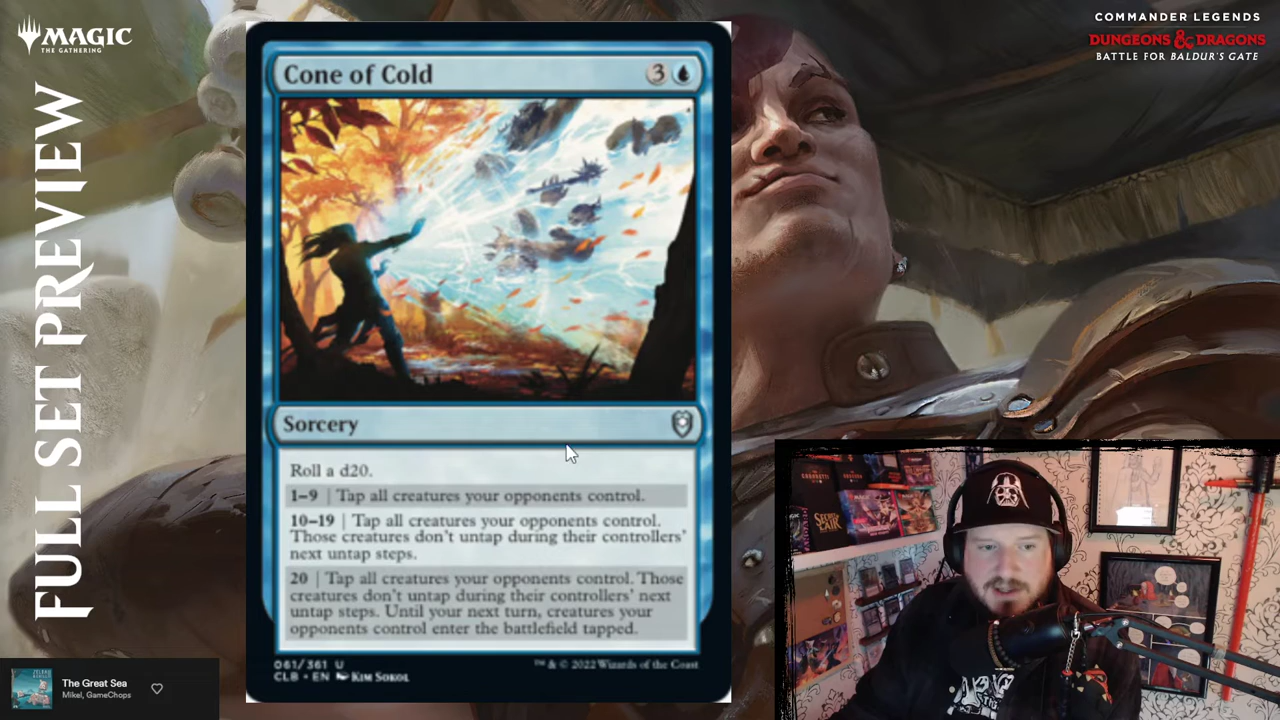 MAGIC
THE GATHERING
FULL SET PREVIEW
COMMANDER LEGENDS
DUNGEONS & DRAGONS
BATTLE FOR BALDUR'S GATE
Cone of Cold
3
Sorcery
Roll a d20.
1–9 | Tap all creatures your opponents control.
10–19 | Tap all creatures your opponents control.
Those creatures don't untap during their controllers'
next untap steps.
20 | Tap all creatures your opponents control. Those
creatures don't untap during their controllers' next
untap steps. Until your next turn, creatures your
opponents control enter the battlefield tapped.
061/361 U
CLB • EN KIM SOKOL
™ & © 2022 Wizards of the Coast
The Great Sea
Mikel, GameChops
SECRET
LAIR